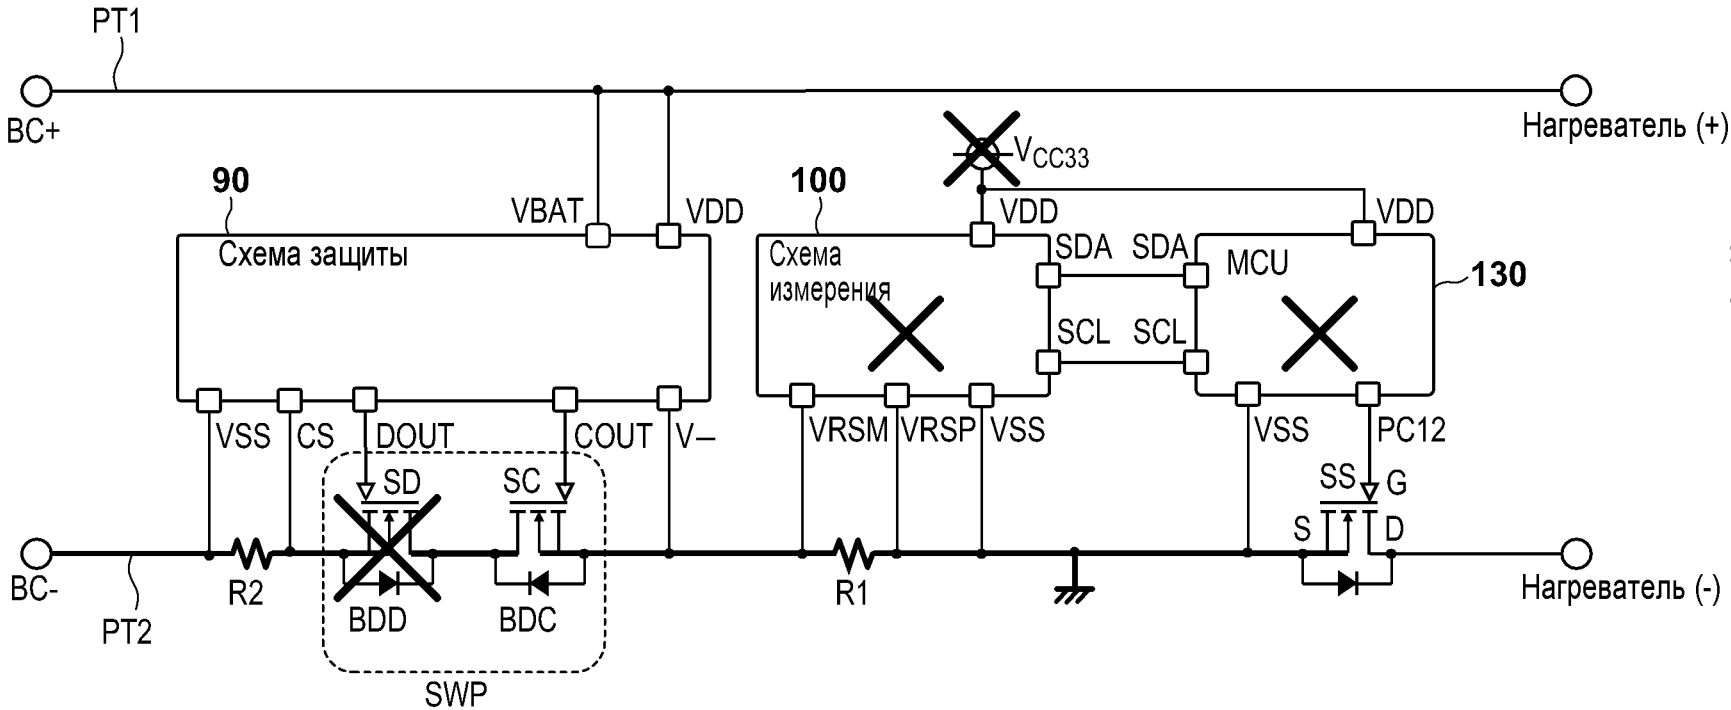 PT1
BC+
Нагреватель (+)
VCC33
90
100
VBAT
VDD
VDD
VDD
Схема защиты
Схема
измерения
SDA
SDA
MCU
130
SCL
SCL
VSS
CS
DOUT
COUT
V−
VRSM
VRSP
VSS
VSS
PC12
SD
SC
SS
G
S
D
BC-
R2
BDD
BDC
R1
Нагреватель (-)
PT2
SWP